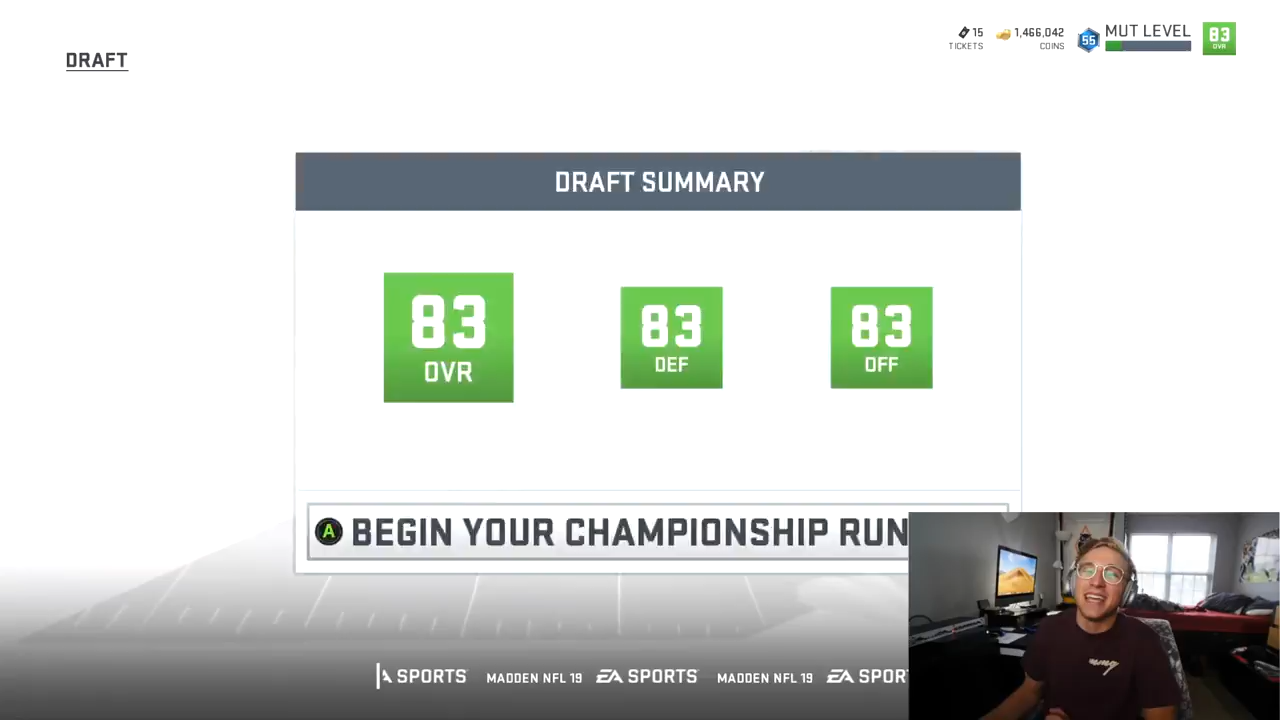 DRAFT
15
TICKETS
1,466,042
COINS
55
MUT LEVEL
83
OVR
DRAFT SUMMARY
83
OVR
83
DEF
83
OFF
A BEGIN YOUR CHAMPIONSHIP RUN
SPORTS MADDEN NFL 19 EA SPORTS MADDEN NFL 19 EA SPOR